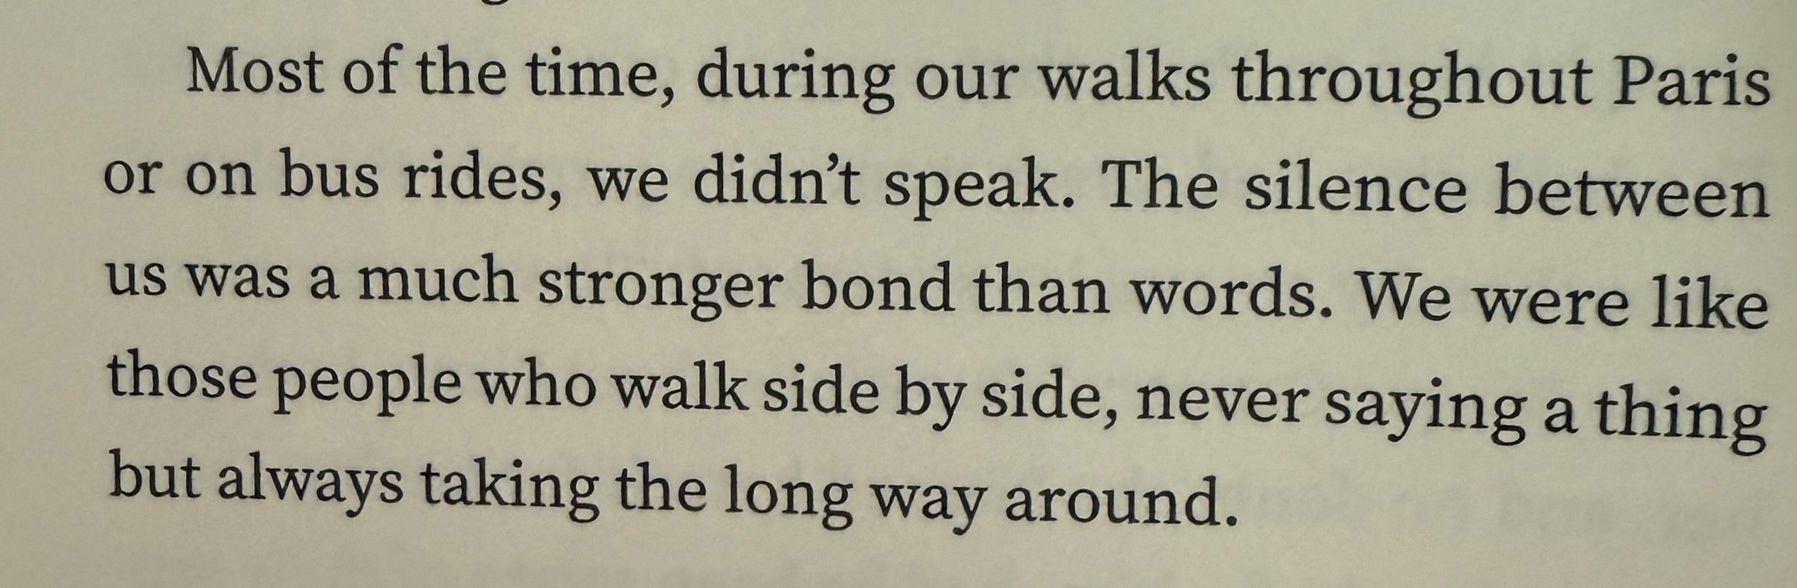 Most of the time, during our walks throughout Paris
or on bus rides, we didn’t speak. The silence between
us was a much stronger bond than words. We were like
those people who walk side by side, never saying a thing
but always taking the long way around.